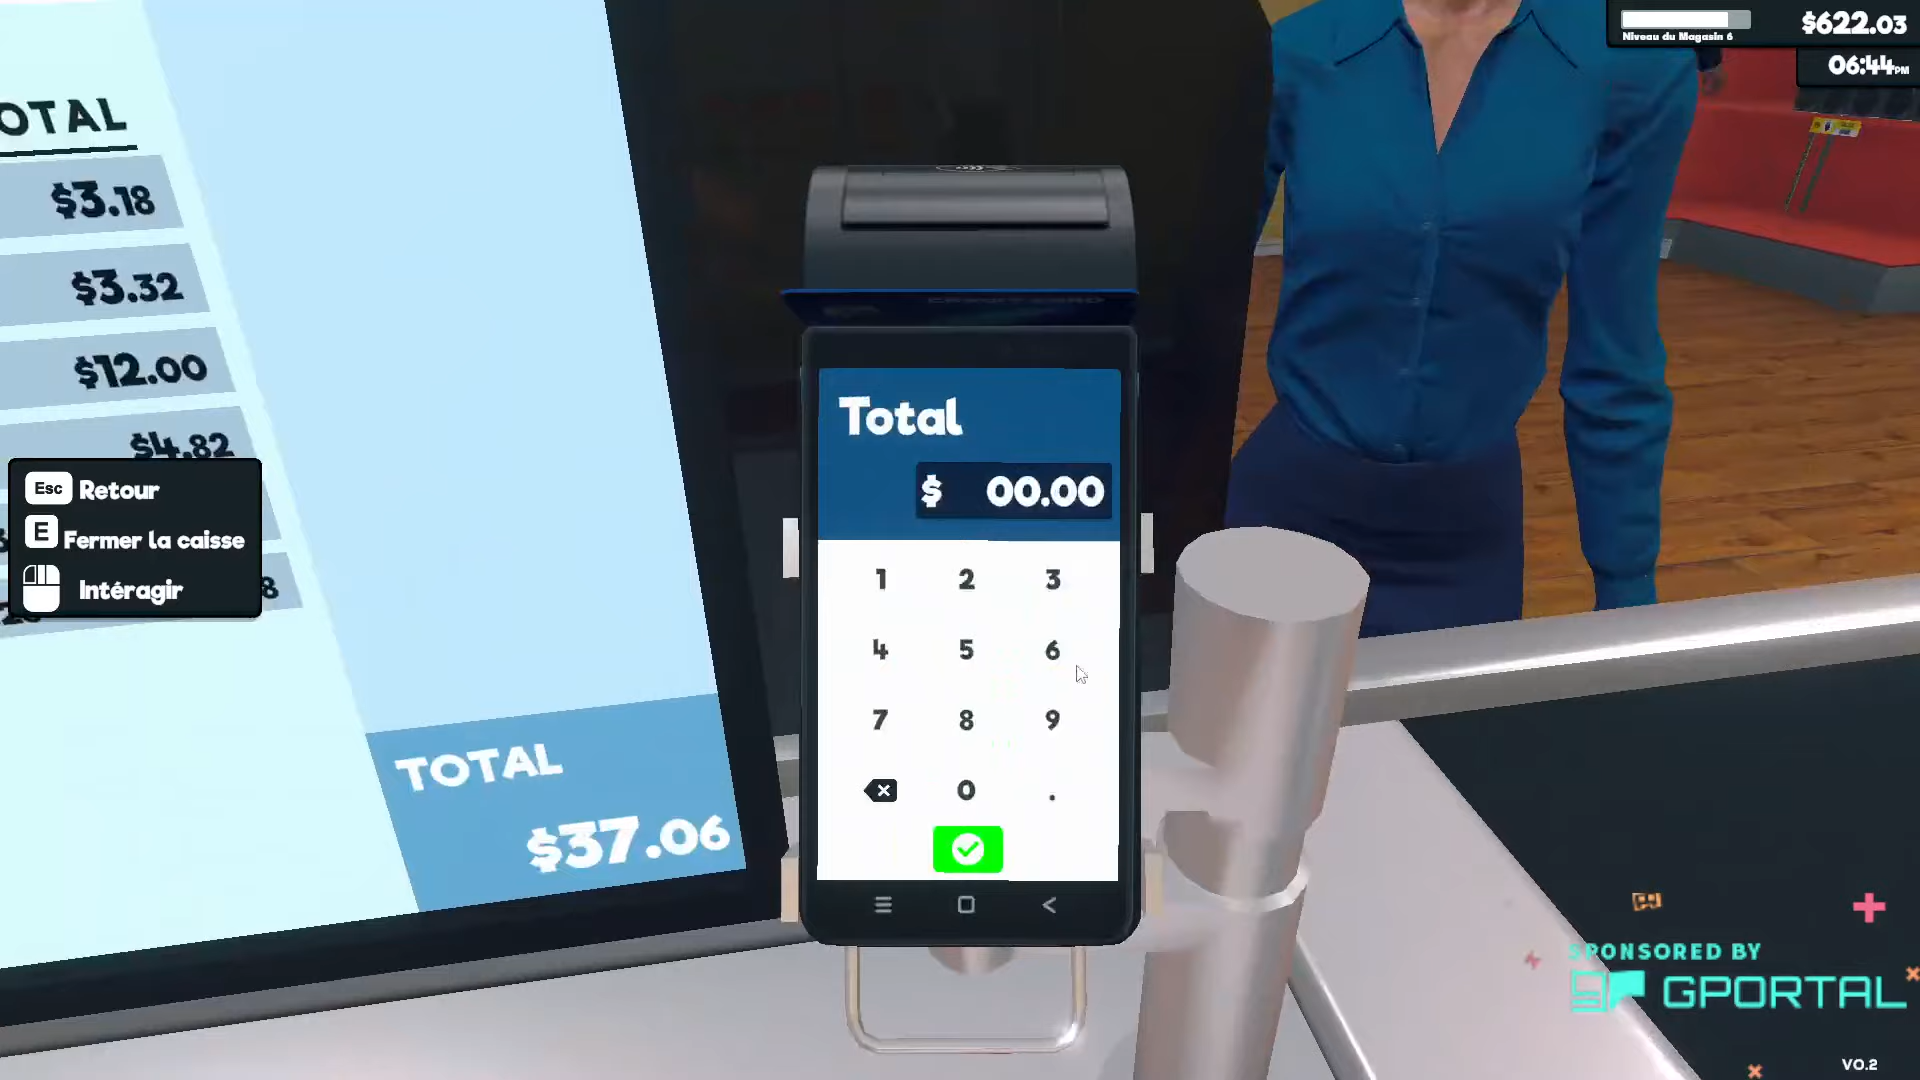 $622.03
Niveau du Magasin 6
06:44PM
OTAL
$3.18
$3.32
$12.00
$4.82
Esc Retour
E Fermer la caisse
Intéragir
8
TOTAL
$37.06
Total
$ 00.00
1 2 3
4 5 6
7 8 9
0 .
SPONSORED BY
GPORTAL
V0.2